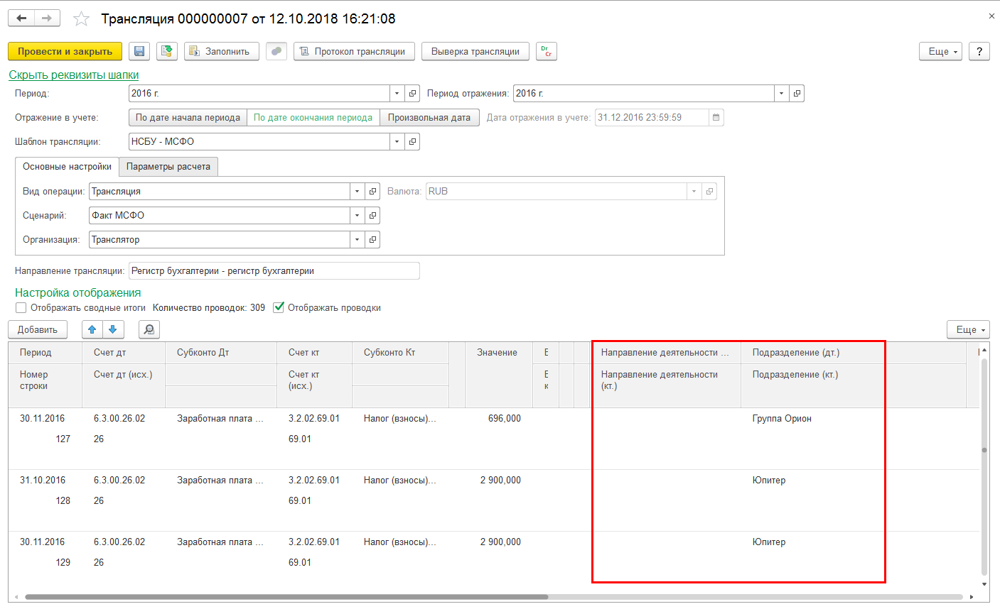 Трансляция 000000007 от 12.10.2018 16:21:08
Провести и закрыть Заполнить Протокол трансляции Выверка трансляции Dr Cr Еще ?
Скрыть реквизиты шапки
Период: 2016 г. Период отражения: 2016 г.
Отражение в учете: По дате начала периода По дате окончания периода Произвольная дата Дата отражения в учете: 31.12.2016 23:59:59
Шаблон трансляции: НСБУ - МСФО
Основные настройки Параметры расчета
Вид операции: Трансляция Валюта: RUB
Сценарий: Факт МСФО
Организация: Транслятор
Направление трансляции: Регистр бухгалтерии - регистр бухгалтерии
Настройка отображения
Отображать сводные итоги Количество проводок: 309 Отображать проводки
Добавить Еще
Период Счет дт Субконто Дт Счет кт Субконто Кт Значение Направление деятельности ... Подразделение (дт.)
Номер строки Счет дт (исх.) Счет кт (исх.) Направление деятельности (кт.) Подразделение (кт.)
30.11.2016 6.3.00.26.02 Заработная плата ... 3.2.02.69.01 Налог (взносы)... 696,000 Группа Орион
127 26 69.01
31.10.2016 6.3.00.26.02 Заработная плата ... 3.2.02.69.01 Налог (взносы)... 2 900,000 Юпитер
128 26 69.01
30.11.2016 6.3.00.26.02 Заработная плата ... 3.2.02.69.01 Налог (взносы)... 2 900,000 Юпитер
129 26 69.01